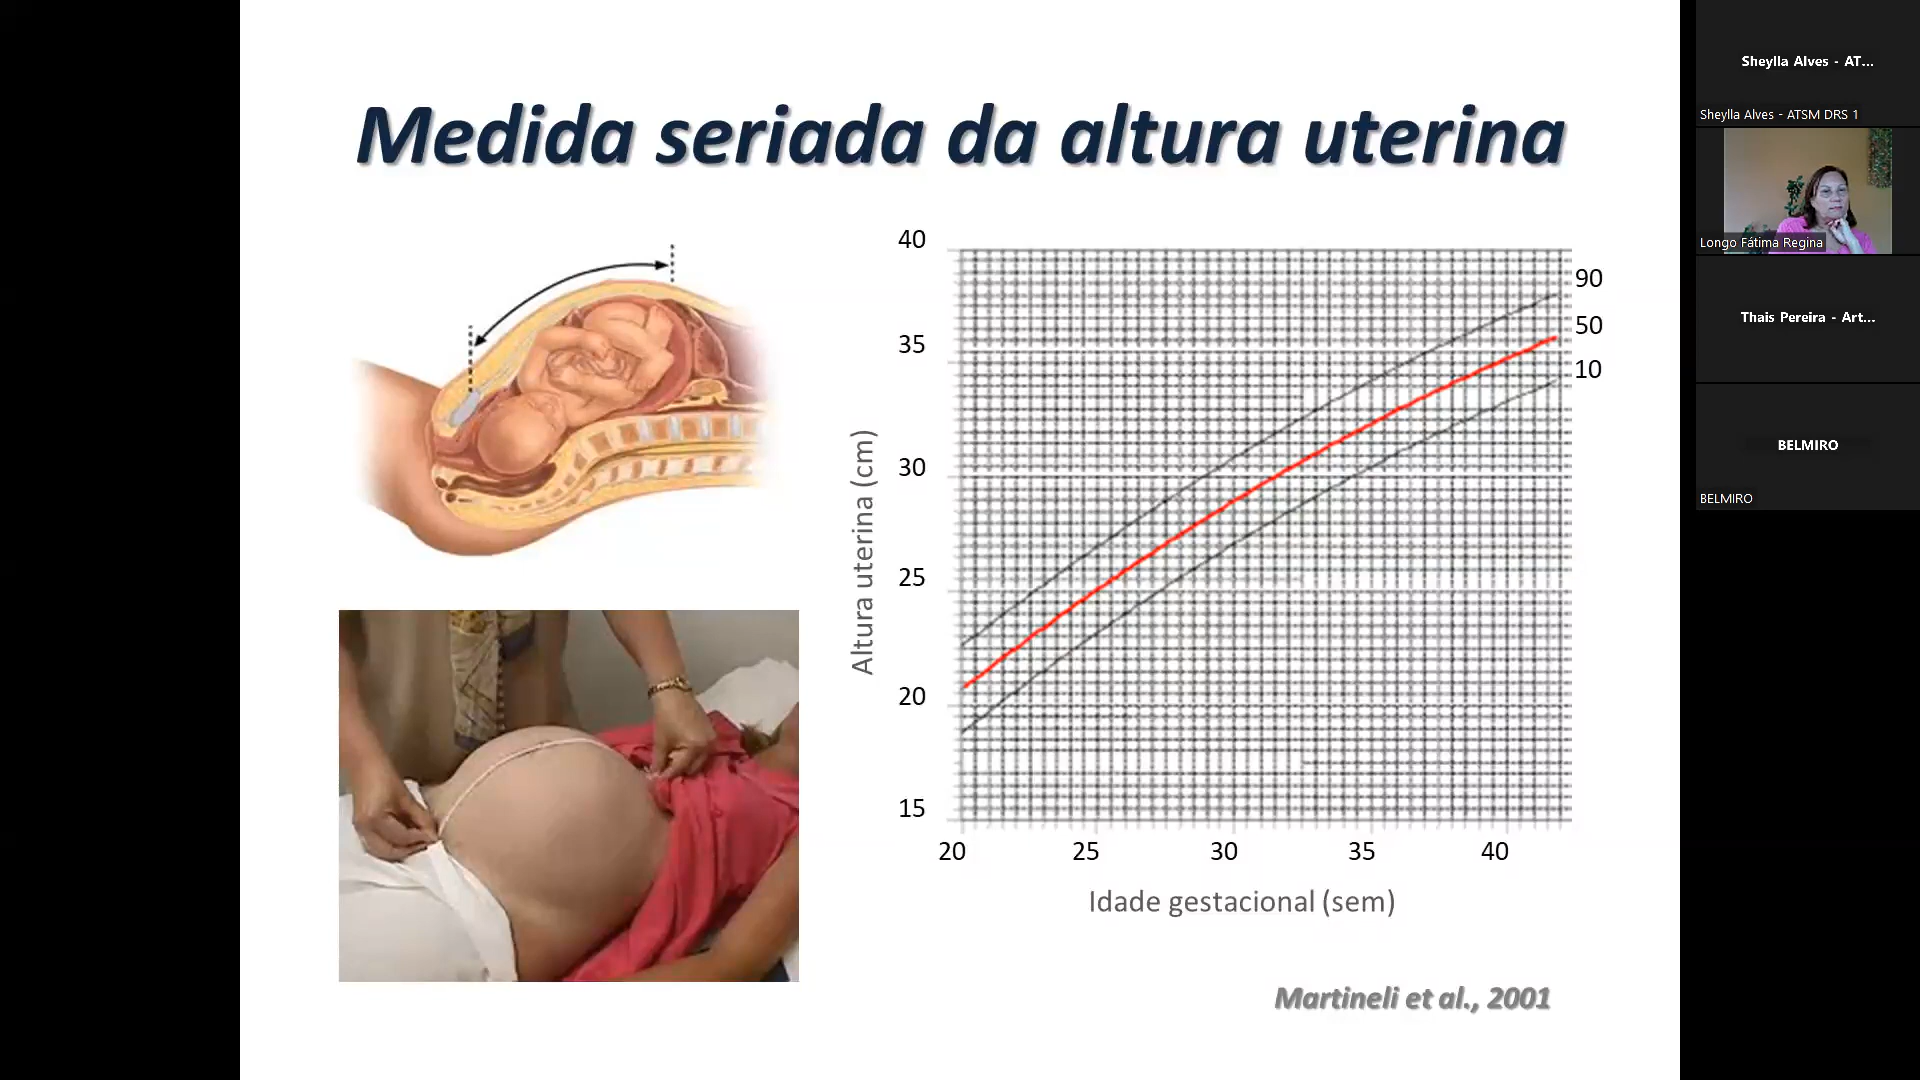 Medida seriada da altura uterina
40
35
30
25
20
15
Altura uterina (cm)
90
50
10
20 25 30 35 40
Idade gestacional (sem)
Martineli et al., 2001
Sheylla Alves - AT...
Sheylla Alves - ATSM DRS 1
Longo Fátima Regina
Thais Pereira - Art...
BELMIRO
BELMIRO